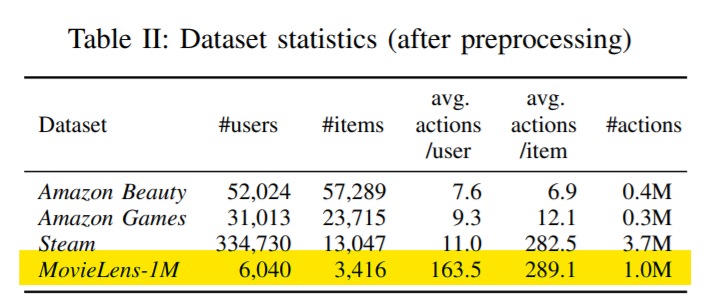 Table II: Dataset statistics (after preprocessing)
avg. avg.
Dataset #users #items actions actions #actions
/user /item
Amazon Beauty 52,024 57,289 7.6 6.9 0.4M
Amazon Games 31,013 23,715 9.3 12.1 0.3M
Steam 334,730 13,047 11.0 282.5 3.7M
MovieLens-1M 6,040 3,416 163.5 289.1 1.0M